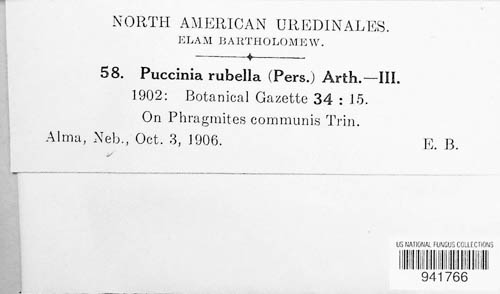 NORTH AMERICAN UREDINALES.
ELAM BARTHOLOMEW.
58. Puccinia rubella (Pers.) Arth.—III.
1902: Botanical Gazette 34 : 15.
On Phragmites communis Trin.
Alma, Neb., Oct. 3, 1906. E. B.
US NATIONAL FUNGUS COLLECTIONS
941766